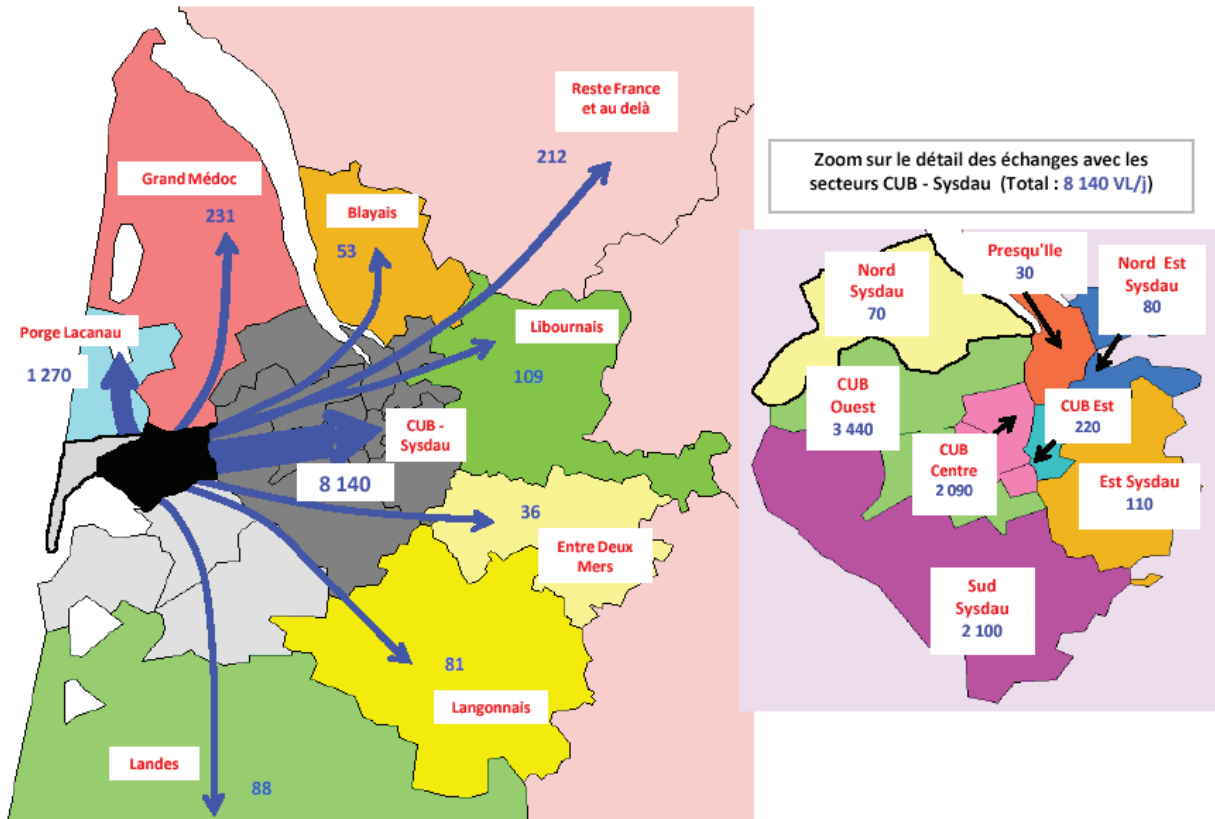 Reste France
et au delà
212
Grand Médoc
231
Blayais
53
Porge Lacanau
1 270
Libournais
109
CUB -
Sysdau
8 140
36
Entre Deux
Mers
81
Langonnais
Landes
88
Zoom sur le détail des échanges avec les
secteurs CUB - Sysdau (Total : 8 140 VL/j)
Presqu'Ile
30
Nord
Sysdau
70
Nord Est
Sysdau
80
CUB
Ouest
3 440
CUB Est
220
CUB
Centre
2 090
Est Sysdau
110
Sud
Sysdau
2 100